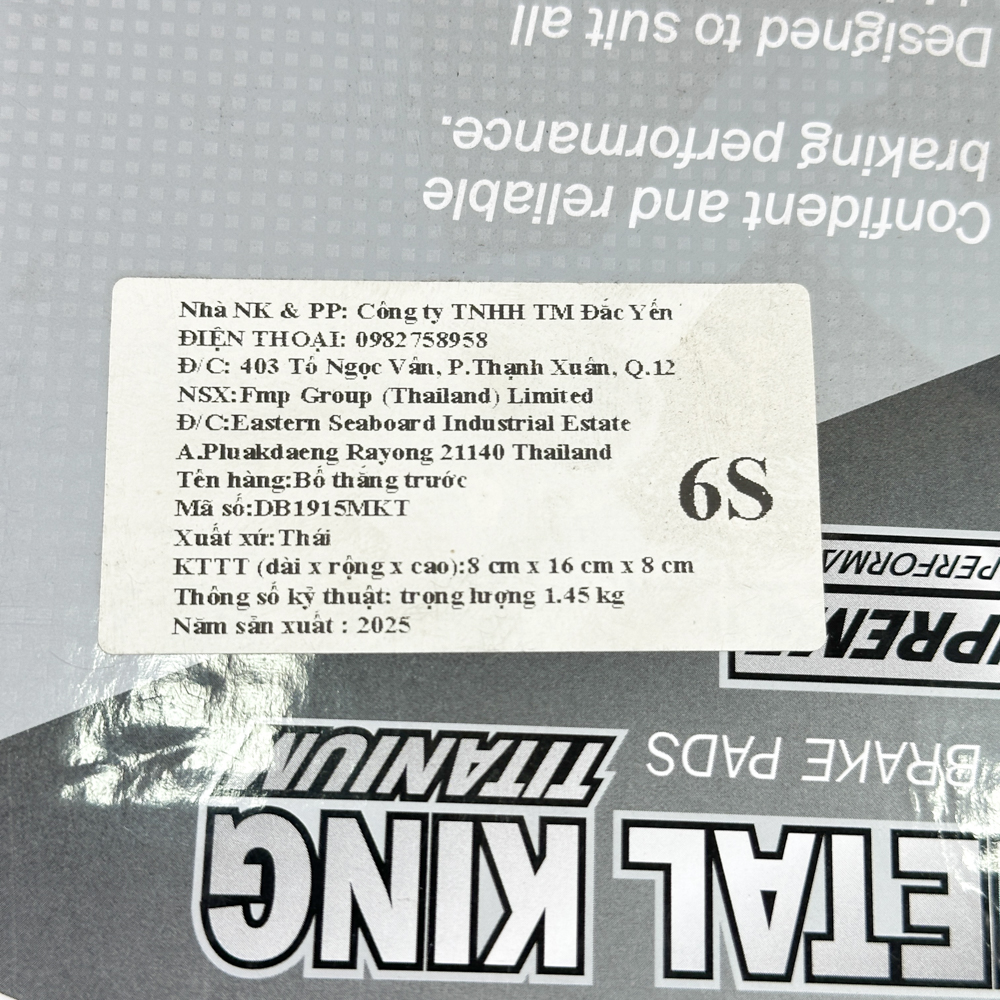 Nhà NK & PP: Công ty TNHH TM Đắc Yến
ĐIỆN THOẠI: 0982758958
Đ/C: 403 Tô Ngọc Vân, P.Thạnh Xuân, Q.12
NSX:Fmp Group (Thailand) Limited
Đ/C:Eastern Seaboard Industrial Estate
A.Pluakdaeng Rayong 21140 Thailand
Tên hàng:Bố thắng trước
Mã số:DB1915MKT
Xuất xứ:Thái
KTTT (dài x rộng x cao):8 cm x 16 cm x 8 cm
Thông số kỹ thuật: trọng lượng 1.45 kg
Năm sản xuất : 2025
6S
ETAL KING
TITANIUM
BRAKE PADS
PREM
PERFORMA
Confident and reliable
braking performance.
Designed to suit all